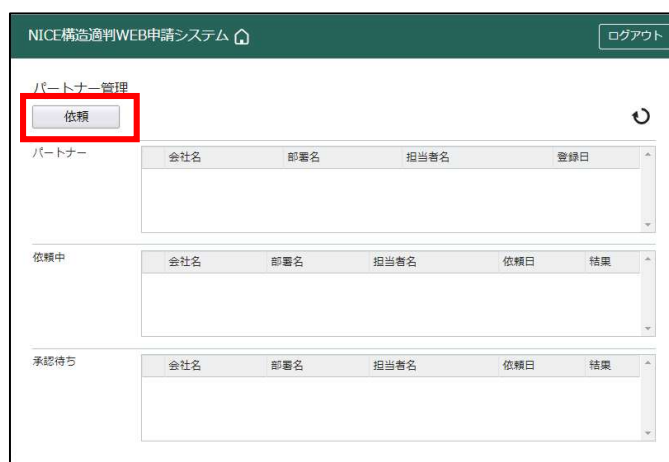 NICE構造適判WEB申請システム
ログアウト
パートナー管理
依頼
パートナー
会社名 部署名 担当者名 登録日
依頼中
会社名 部署名 担当者名 依頼日 結果
承認待ち
会社名 部署名 担当者名 依頼日 結果